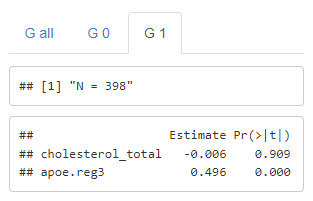 G all G 0 G 1
## [1] "N = 398"
## Estimate Pr(>|t|)
## cholesterol_total -0.006 0.909
## apoe.reg3 0.496 0.000